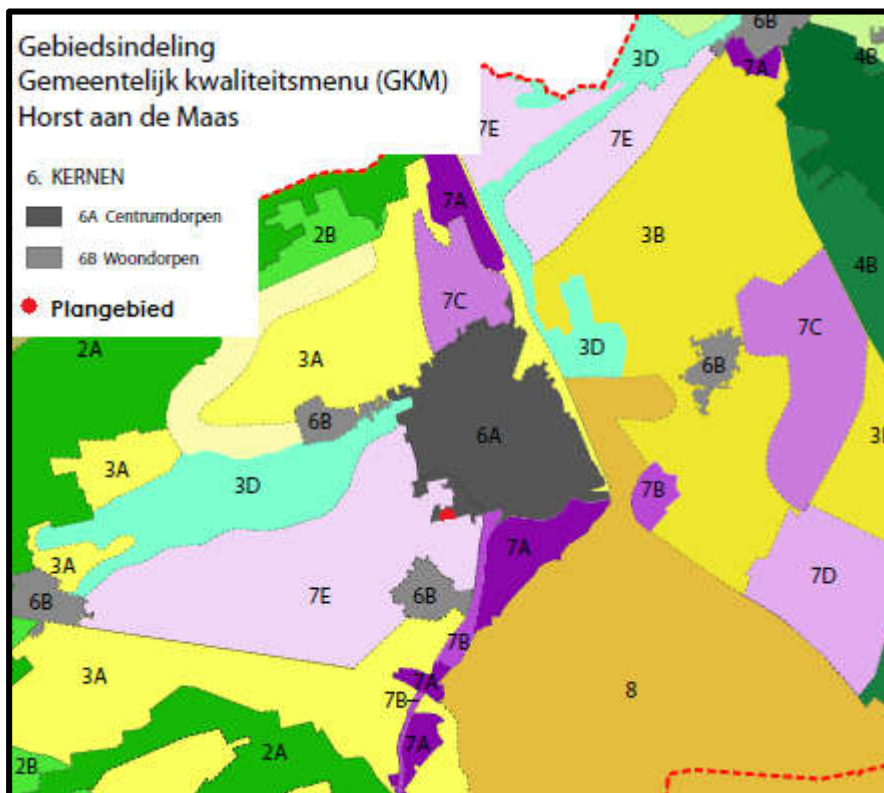 Gebiedsindeling
Gemeentelijk kwaliteitsmenu (GKM)
Horst aan de Maas
6. KERNEN
6A Centrumdorpen
6B Woondorpen
Plangebied
6B
3D
7A
4B
7E
7E
7A
2B
3B
4B
7C
7C
3D
2A
3A
6B
6B
6A
3A
3D
7B
7A
3A
7D
6B
7E
6B
7B
3A
7A
7B
8
7A
2A
2B